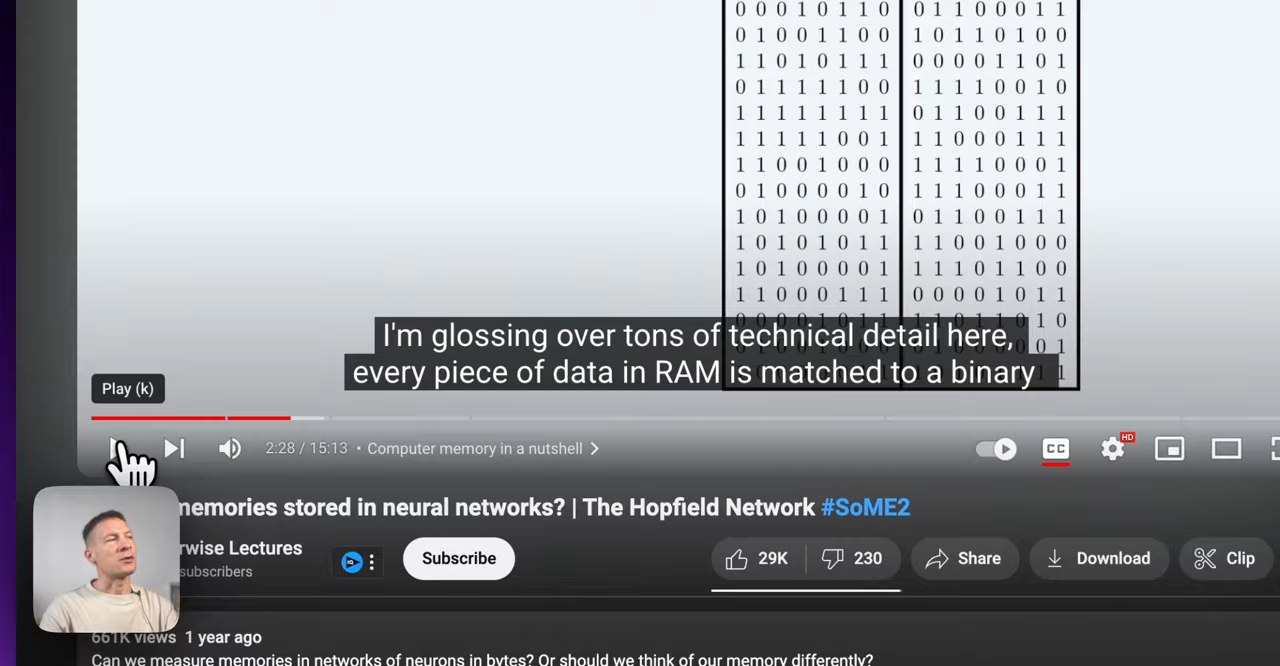 0 0 0 1 0 1 1 0 0 1 1 0 0 0 1 1
0 1 0 0 1 1 0 0 1 0 1 1 0 1 0 0
1 1 0 1 0 1 1 1 0 0 0 0 1 1 0 1
0 1 1 1 1 1 0 0 1 1 1 1 0 0 1 0
1 1 1 1 1 1 1 1 0 1 1 0 0 1 1 1
1 1 1 1 1 0 0 1 1 1 0 0 0 1 1 1
1 1 0 0 1 0 0 0 1 1 1 1 0 0 0 1
0 1 0 0 0 0 1 0 1 1 1 0 0 0 1 1
1 0 1 0 0 0 0 1 0 1 1 0 0 1 1 1
1 0 1 0 1 0 1 1 1 1 0 0 1 0 0 0
1 0 1 0 0 0 0 1 1 1 1 0 1 1 0 0
1 1 0 0 0 1 1 1 0 0 0 0 1 0 1 1
I'm glossing over tons of technical detail here,
every piece of data in RAM is matched to a binary
Play (k)
2:28 / 15:13 • Computer memory in a nutshell
CC
HD
memories stored in neural networks? | The Hopfield Network #SoME2
rwise Lectures
subscribers
Subscribe
29K
230
Share
Download
Clip
661K views 1 year ago
Can we measure memories in networks of neurons in bytes? Or should we think of our memory differently?